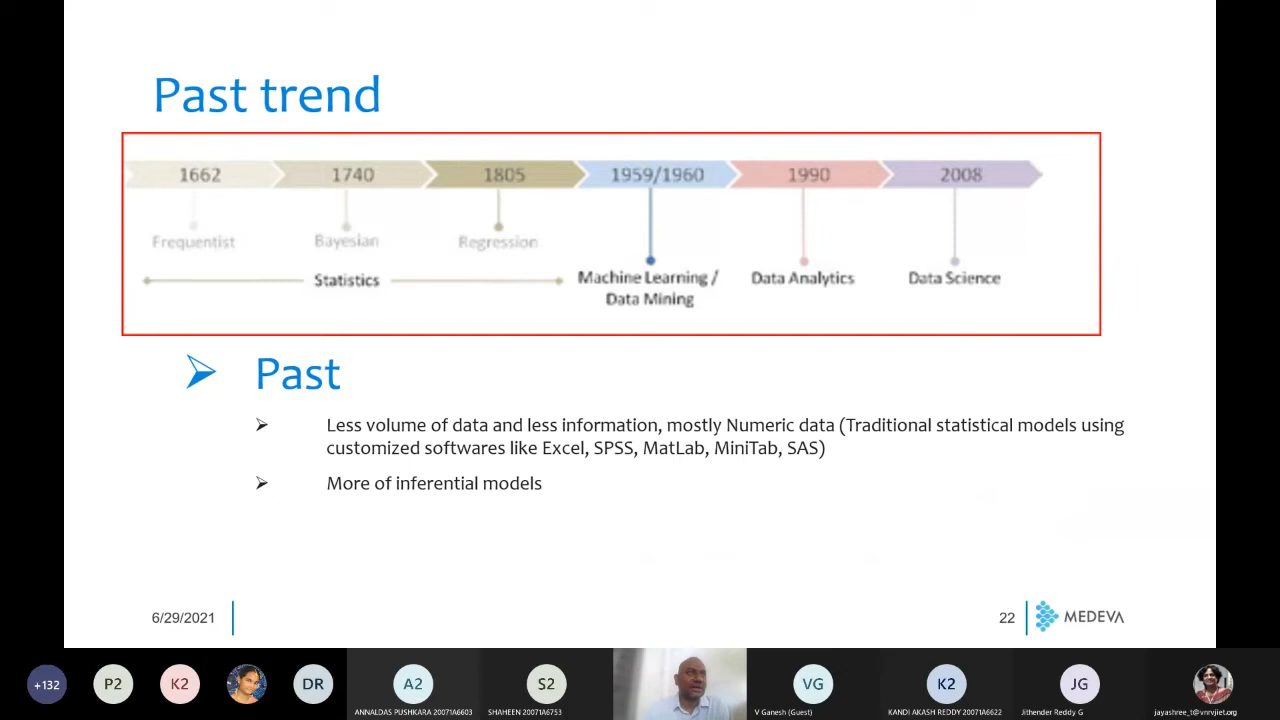 Past trend
1662 1740 1805 1959/1960 1990 2008
Frequentist Bayesian Regression
Statistics Machine Learning / Data Analytics Data Science
Data Mining
Past
Less volume of data and less information, mostly Numeric data (Traditional statistical models using
customized softwares like Excel, SPSS, MatLab, MiniTab, SAS)
More of inferential models
6/29/2021 22 MEDEVA
+132 P2 K2 DR A2 S2 VG K2 JG
ANNALDAS PUSHKARA 20071A6603 SHAHEEN 20071A6753 V Ganesh (Guest) KANDI AKASH REDDY 20071A6622 Jithender Reddy G jayashree_t@vnrvjiet.org